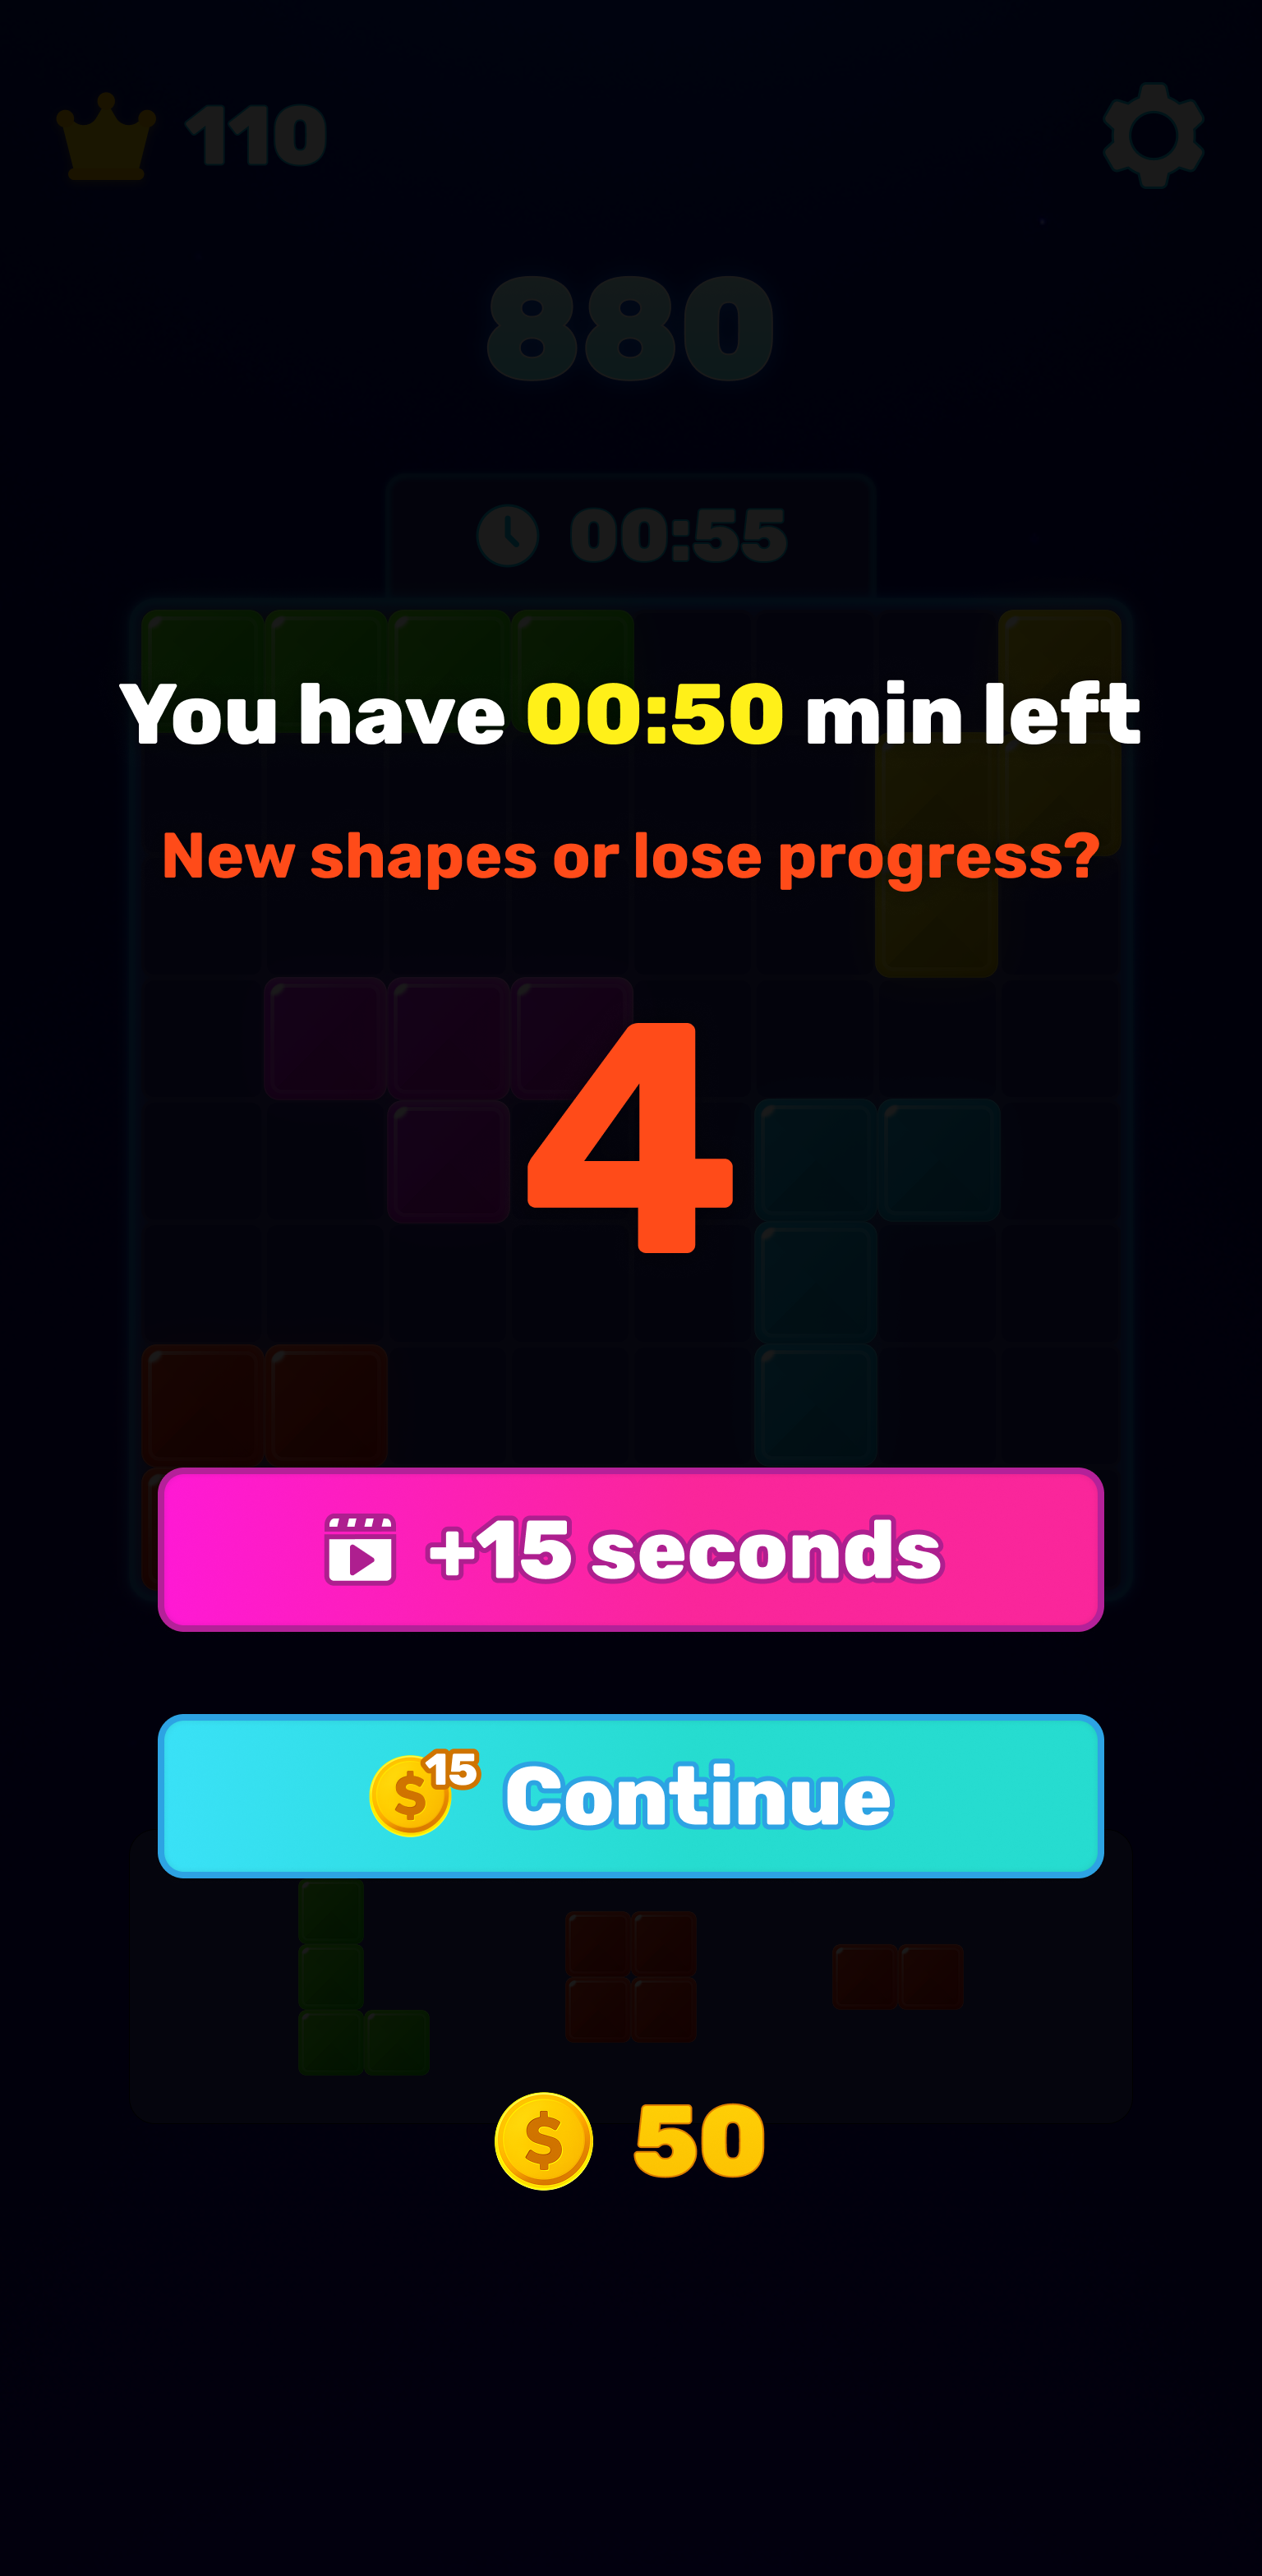 110
880
00:55
You have 00:50 min left
New shapes or lose progress?
4
+15 seconds
$ 15 Continue
$ 50